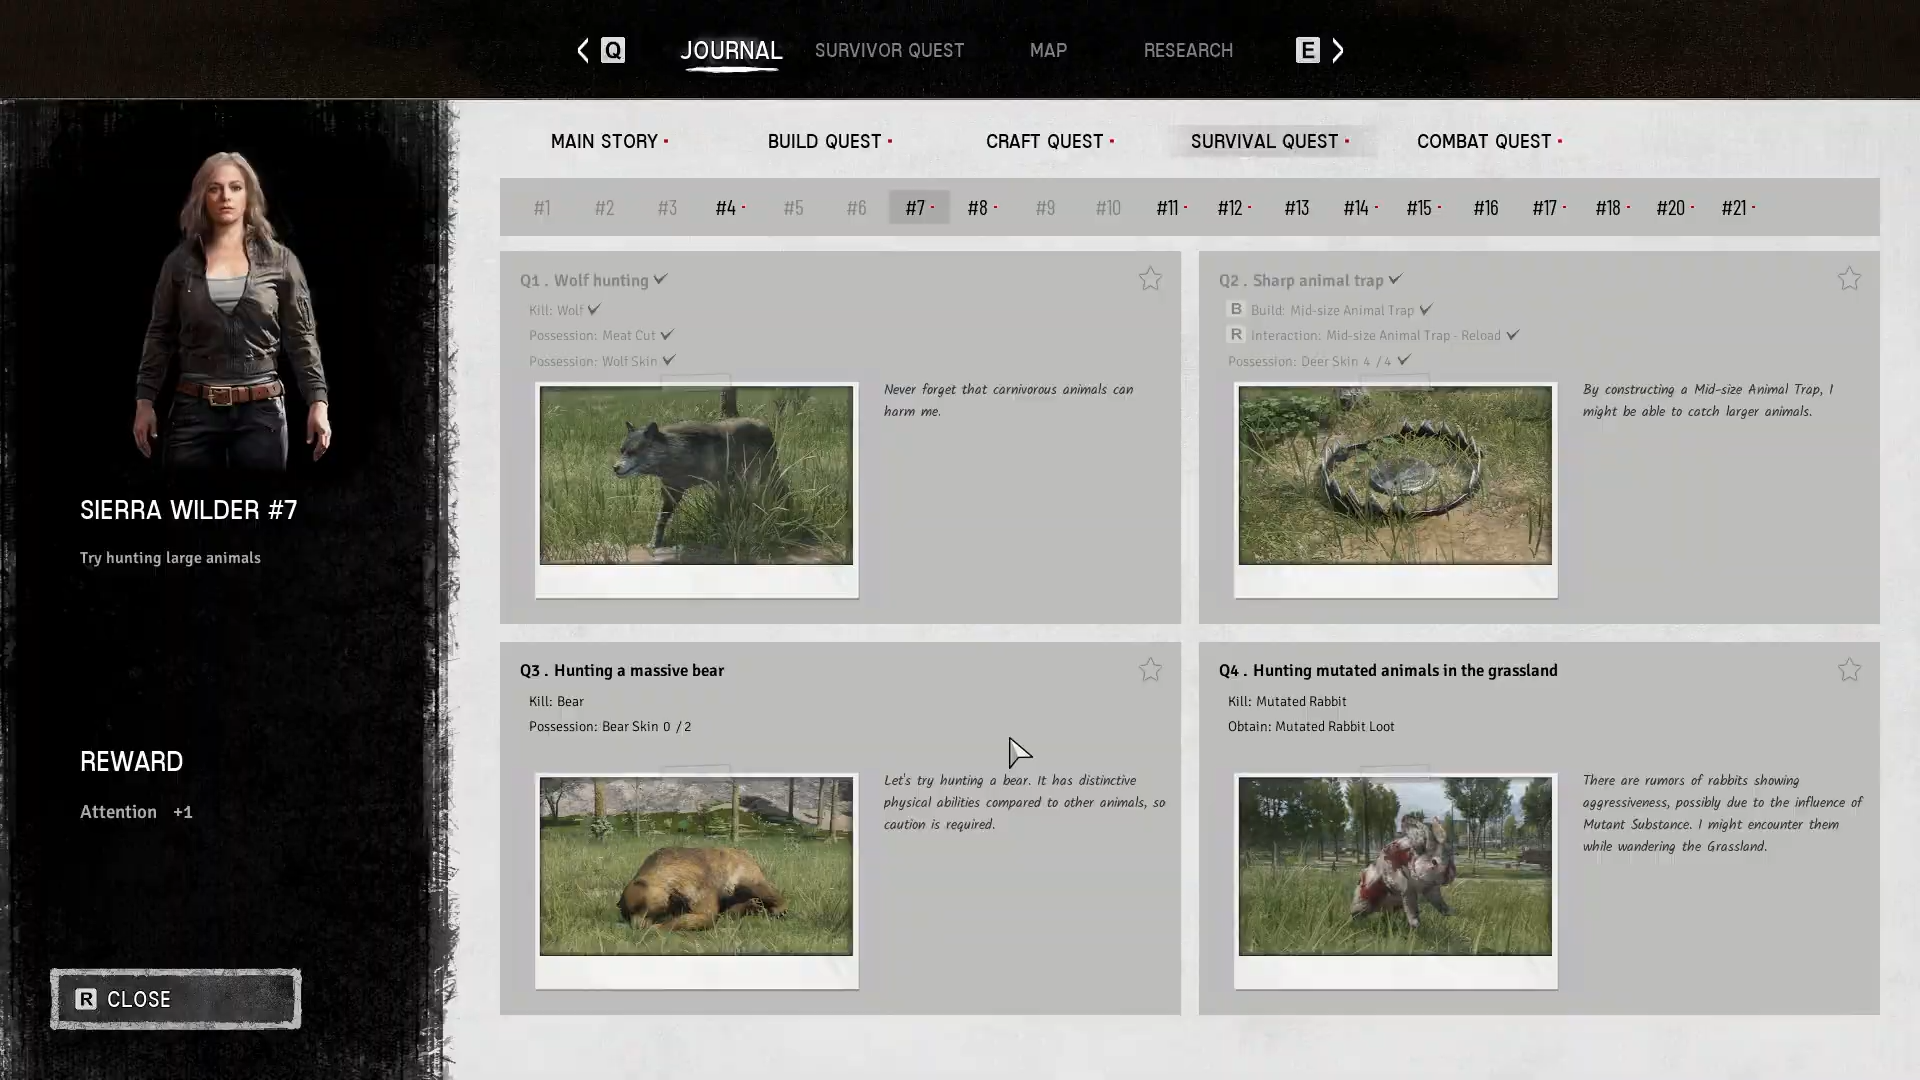 Q JOURNAL SURVIVOR QUEST MAP RESEARCH E
MAIN STORY BUILD QUEST CRAFT QUEST SURVIVAL QUEST COMBAT QUEST
#1 #2 #3 #4 #5 #6 #7 #8 #9 #10 #11 #12 #13 #14 #15 #16 #17 #18 #20 #21
SIERRA WILDER #7
Try hunting large animals
REWARD
Attention +1
R CLOSE
Q1 . Wolf hunting
Kill: Wolf
Possession: Meat Cut
Possession: Wolf Skin
Never forget that carnivorous animals can
harm me.
Q2 . Sharp animal trap
B Build: Mid-size Animal Trap
R Interaction: Mid-size Animal Trap - Reload
Possession: Deer Skin 4 / 4
By constructing a Mid-size Animal Trap, I
might be able to catch larger animals.
Q3 . Hunting a massive bear
Kill: Bear
Possession: Bear Skin 0 / 2
Let's try hunting a bear. It has distinctive
physical abilities compared to other animals, so
caution is required.
Q4 . Hunting mutated animals in the grassland
Kill: Mutated Rabbit
Obtain: Mutated Rabbit Loot
There are rumors of rabbits showing
aggressiveness, possibly due to the influence of
Mutant Substance. I might encounter them
while wandering the Grassland.